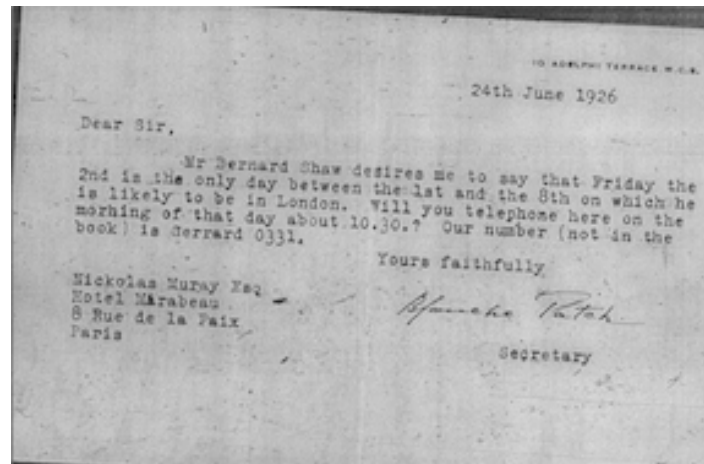 10 ADELPHI TERRACE. W.C.2.
24th June 1926
Dear Sir,
Mr Bernard Shaw desires me to say that Friday the
2nd is the only day between the 1st and the 8th on which he
is likely to be in London. Will you telephone here on the
morning of that day about 10.30.? Our number (not in the
book) is Gerrard 0331.
Yours faithfully
Nickolas Muray Esq
Hotel Mirabeau
8 Rue de la Paix
Paris
Blanche Patch
Secretary